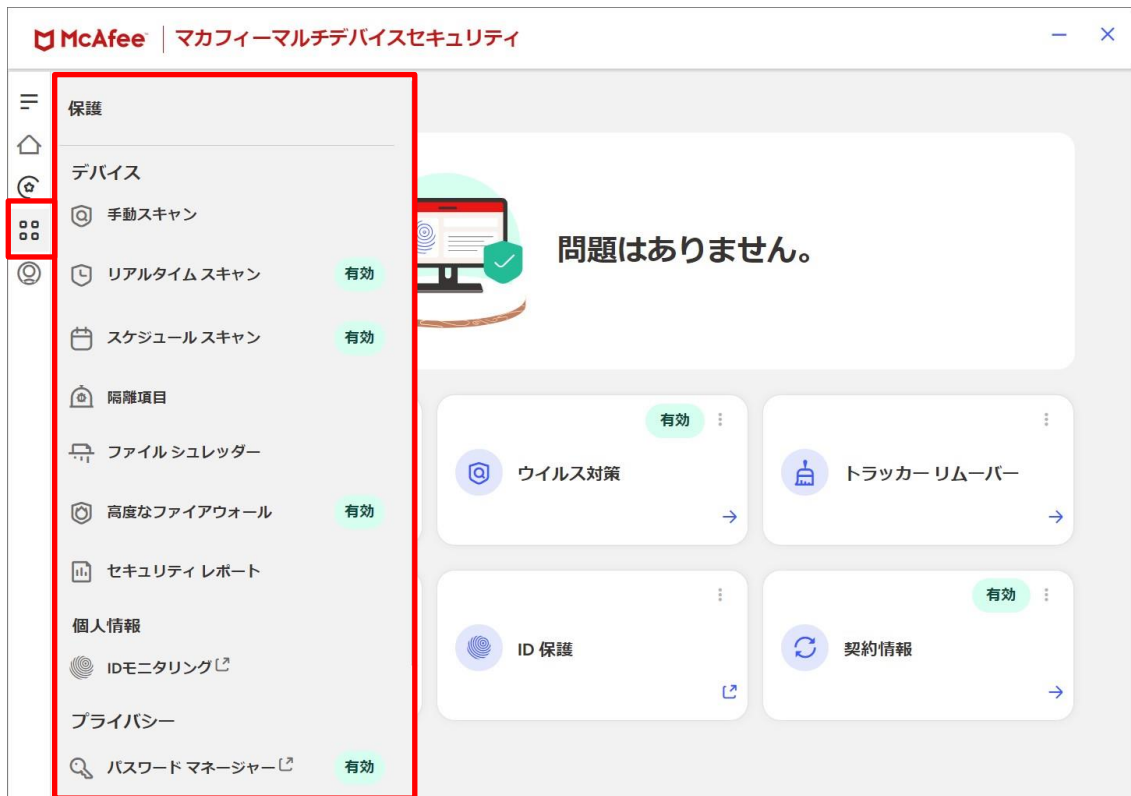 McAfee マカフィーマルチデバイスセキュリティ
保護
デバイス
手動スキャン
リアルタイム スキャン 有効
スケジュール スキャン 有効
隔離項目
ファイル シュレッダー
高度なファイアウォール 有効
セキュリティ レポート
個人情報
IDモニタリング
プライバシー
パスワード マネージャー 有効
問題はありません。
有効
ウイルス対策
トラッカー リムーバー
ID 保護
有効
契約情報